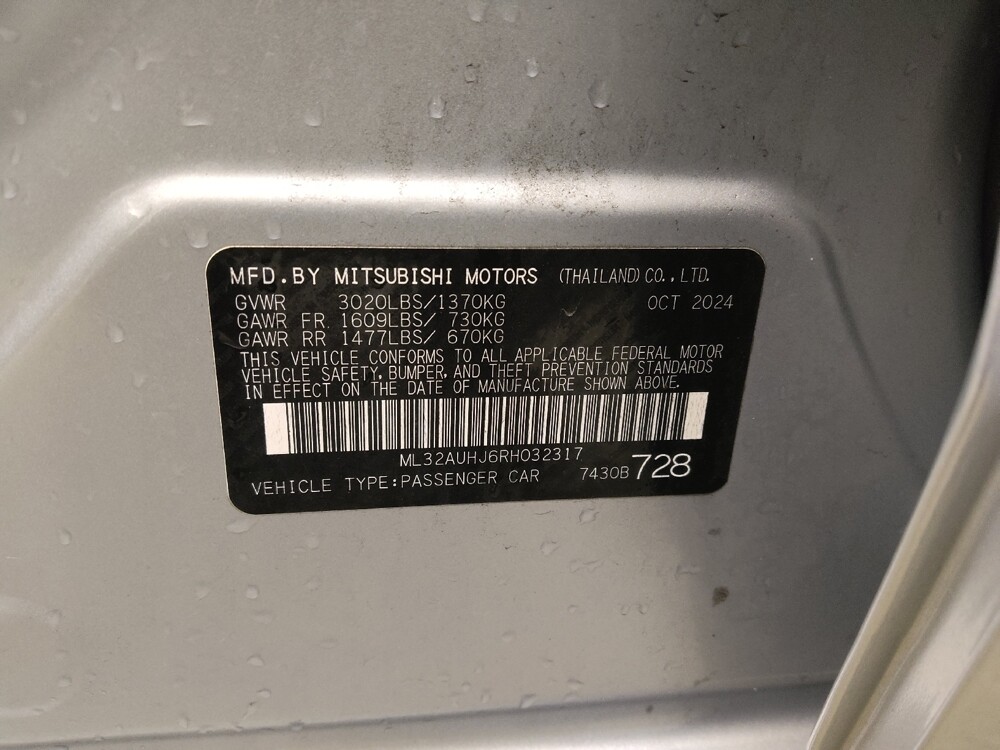 MFD.BY MITSUBISHI MOTORS (THAILAND)CO.,LTD.
GVWR 3020LBS/1370KG OCT 2024
GAWR FR. 1609LBS/ 730KG
GAWR RR 1477LBS/ 670KG
THIS VEHICLE CONFORMS TO ALL APPLICABLE FEDERAL MOTOR
VEHICLE SAFETY, BUMPER, AND THEFT PREVENTION STANDARDS
IN EFFECT ON THE DATE OF MANUFACTURE SHOWN ABOVE.
ML32AUHJ6RH032317
VEHICLE TYPE:PASSENGER CAR 7430B 728